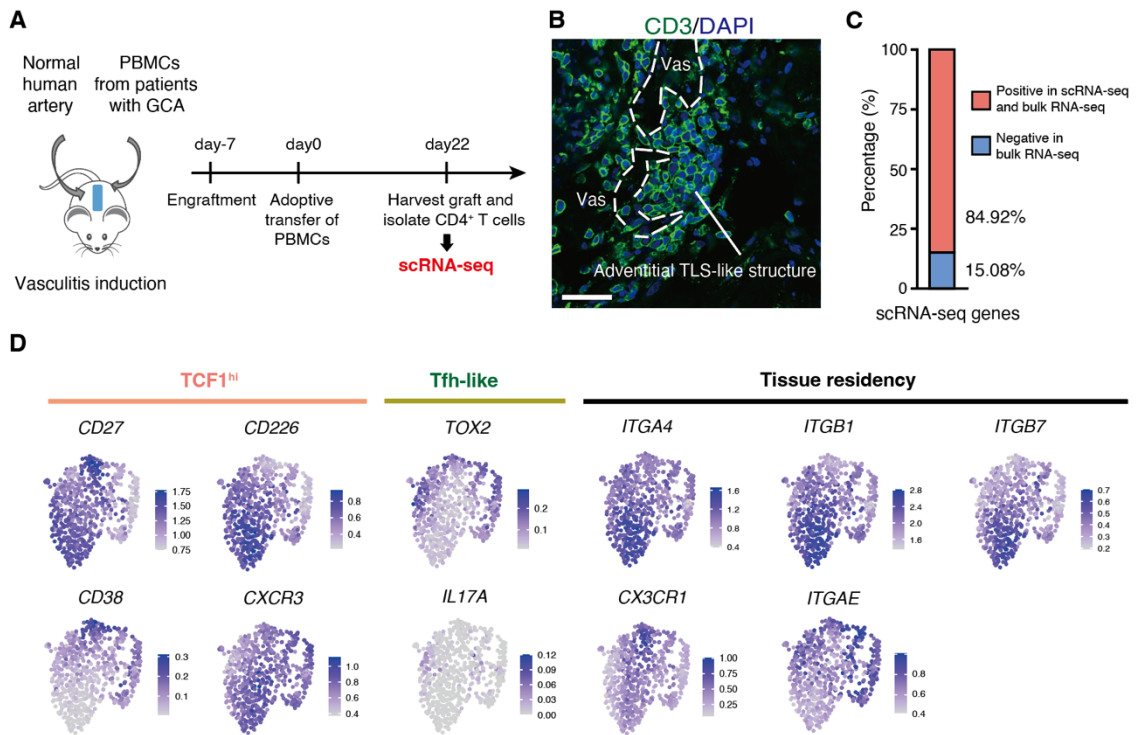 A
Normal
human
artery
PBMCs
from patients
with GCA
Vasculitis induction
day-7
day0
day22
Engraftment
Adoptive
transfer of
PBMCs
Harvest graft and
isolate CD4⁺ T cells
scRNA-seq
B
CD3/DAPI
Vas
Vas
Adventitial TLS-like structure
C
Percentage (%)
100
75
50
25
0
84.92%
15.08%
scRNA-seq genes
Positive in scRNA-seq
and bulk RNA-seq
Negative in
bulk RNA-seq
D
TCF1ʰⁱ
Tfh-like
Tissue residency
CD27
1.75
1.50
1.25
1.00
0.75
CD226
0.8
0.6
0.4
TOX2
0.2
0.1
ITGA4
1.6
1.2
0.8
0.4
ITGB1
2.8
2.4
2.0
1.6
ITGB7
0.7
0.6
0.5
0.4
0.3
0.2
CD38
0.3
0.2
0.1
CXCR3
1.0
0.8
0.6
0.4
IL17A
0.12
0.09
0.06
0.03
0.00
CX3CR1
1.00
0.75
0.50
0.25
ITGAE
0.8
0.6
0.4